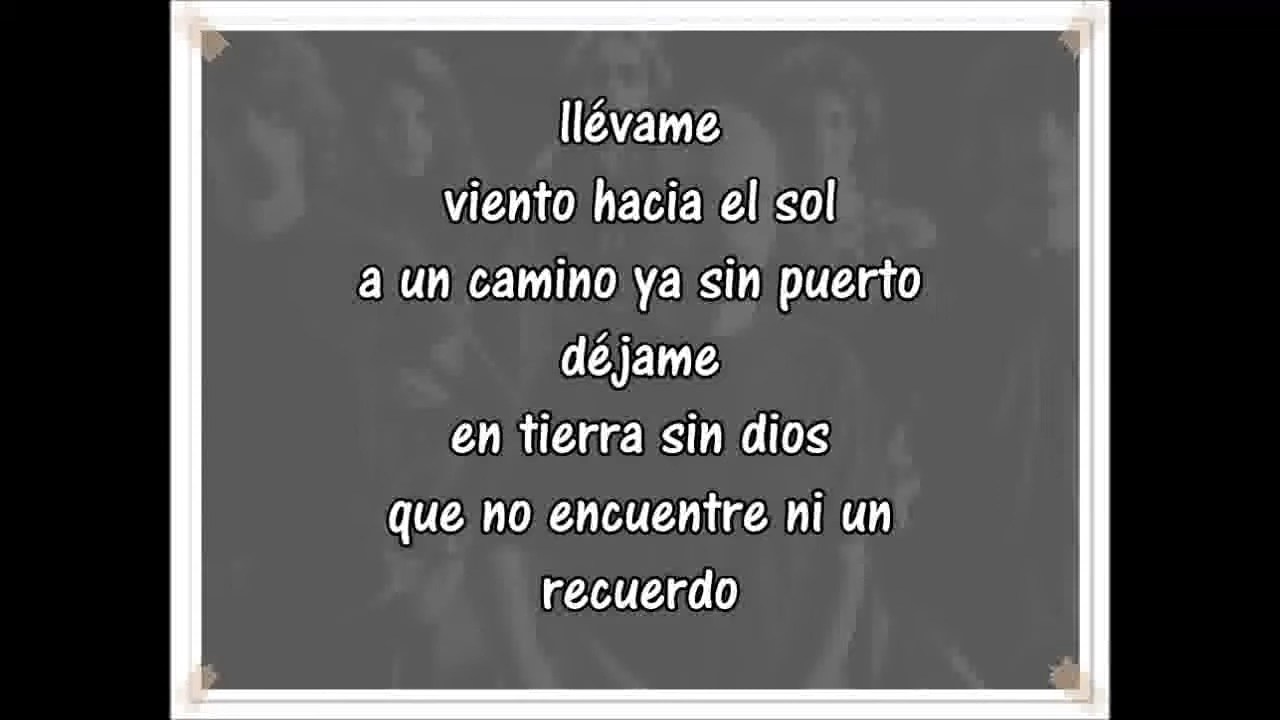 llévame
viento hacia el sol
a un camino ya sin puerto
déjame
en tierra sin dios
que no encuentre ni un
recuerdo